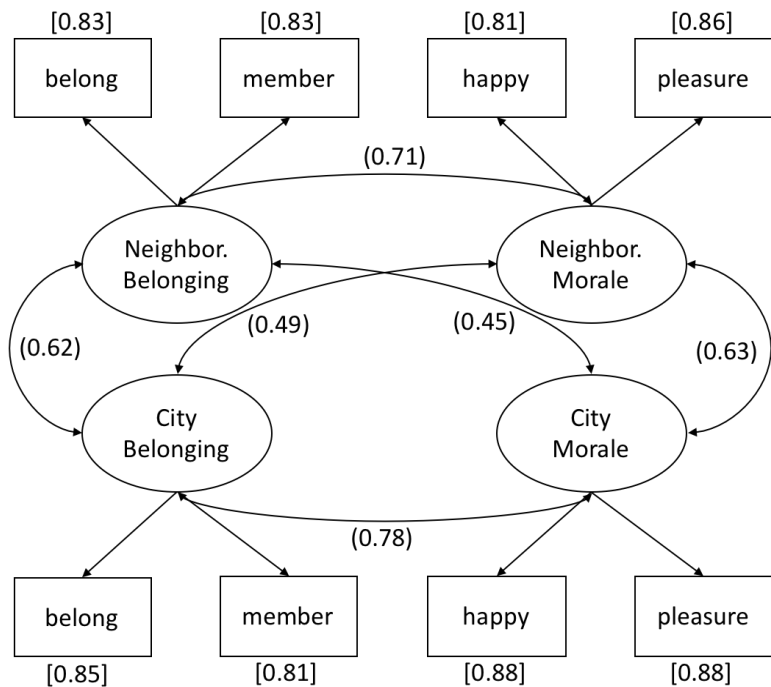 [0.83]
[0.83]
[0.81]
[0.86]
belong
member
happy
pleasure
(0.71)
Neighbor.
Belonging
Neighbor.
Morale
(0.49)
(0.45)
(0.62)
(0.63)
City
Belonging
City
Morale
(0.78)
belong
member
happy
pleasure
[0.85]
[0.81]
[0.88]
[0.88]